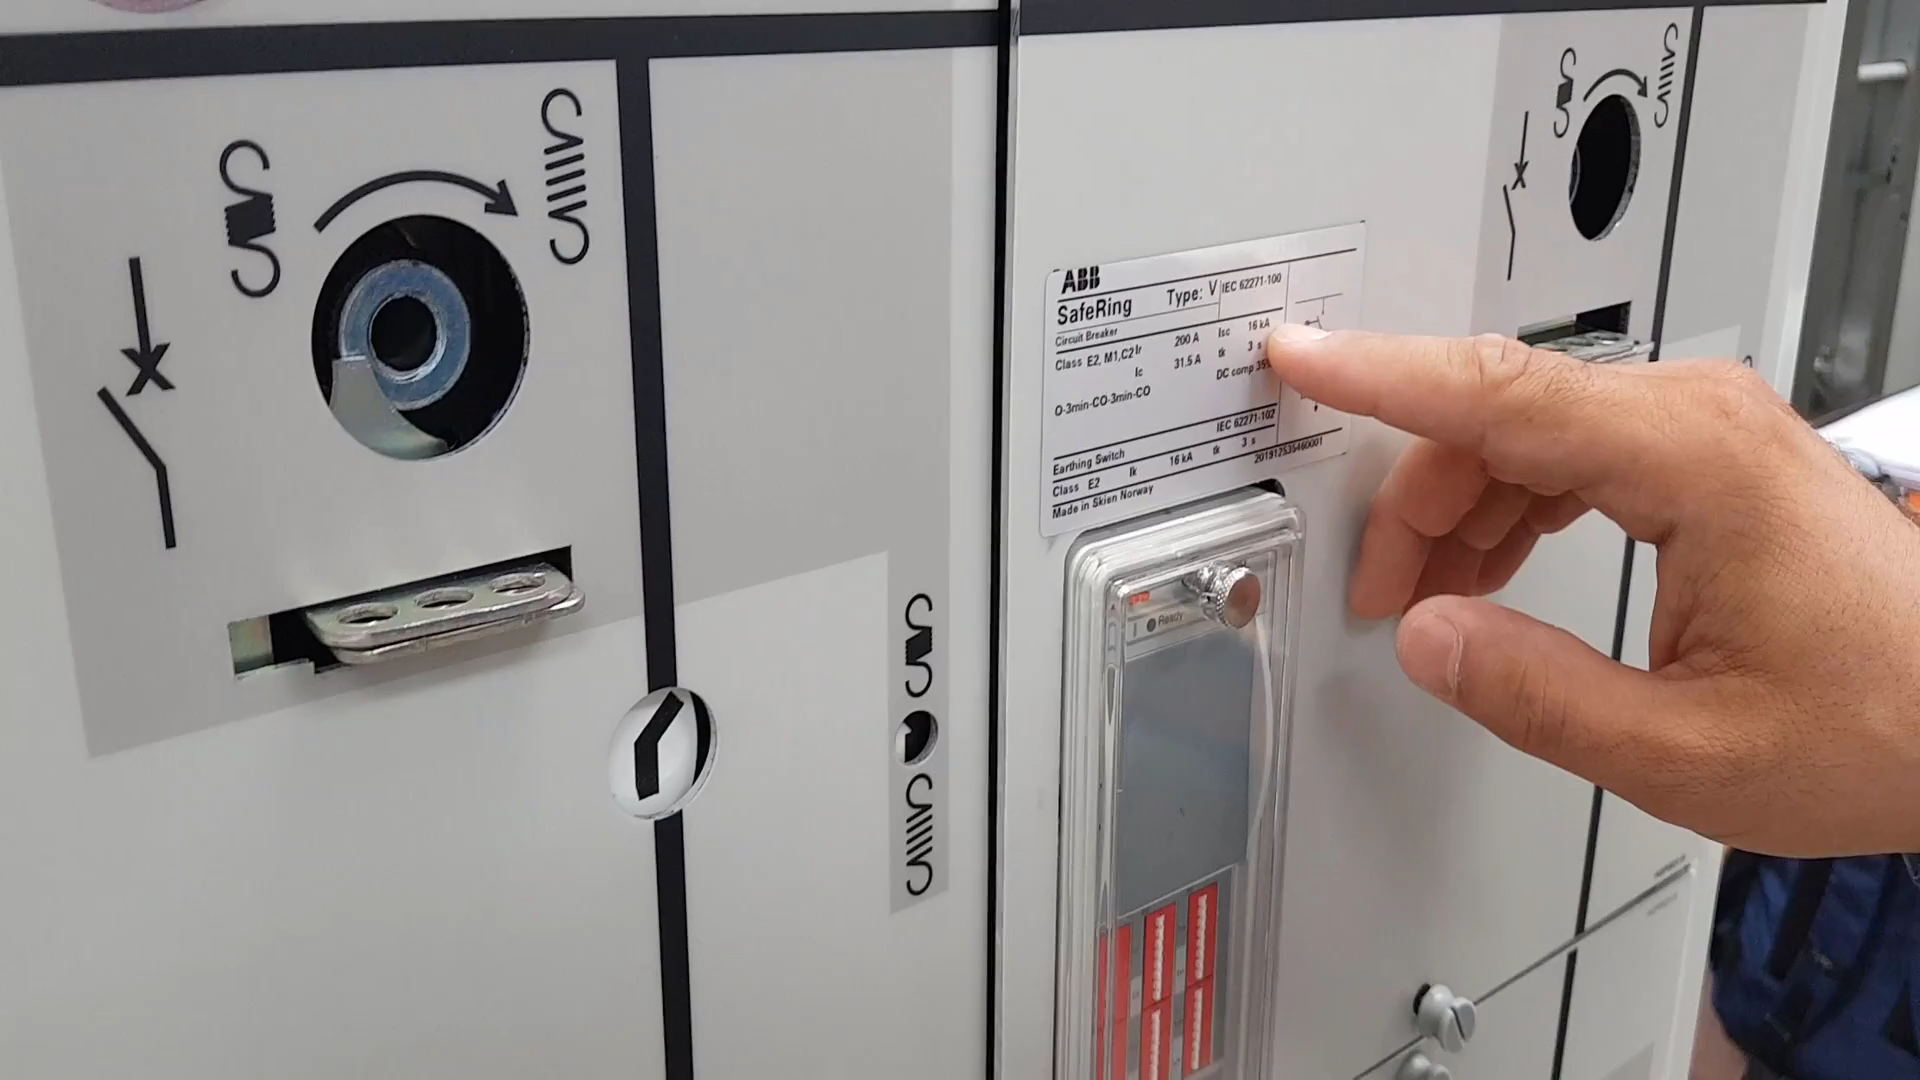 ABB
SafeRing Type: V IEC 62271-100
Circuit Breaker
Class E2, M1,C2 Ir 200 A Isc 16 kA
Ic 31.5 A tk 3 s
DC comp 35%
O-3min-CO-3min-CO
IEC 62271-102
Earthing Switch
Class E2 Ik 16 kA tk 3 s
Made in Skien Norway
Ready